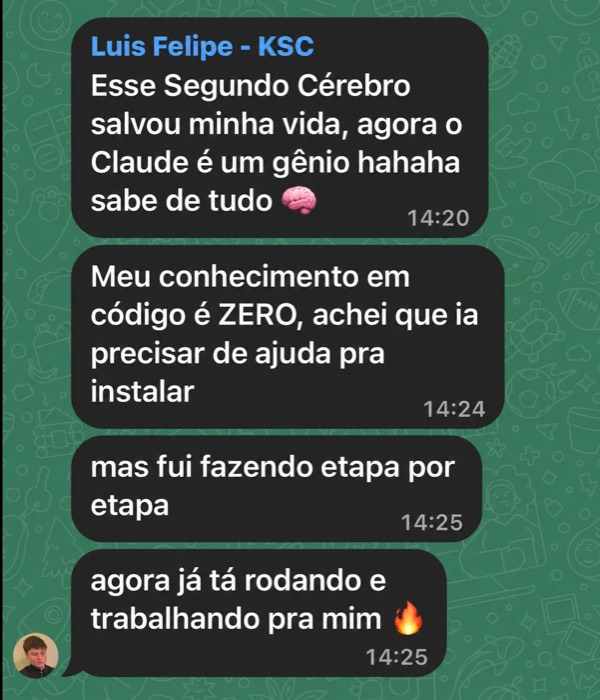 Luis Felipe - KSC
Esse Segundo Cérebro
salvou minha vida, agora o
Claude é um gênio hahaha
sabe de tudo 🧠
14:20
Meu conhecimento em
código é ZERO, achei que ia
precisar de ajuda pra
instalar
14:24
mas fui fazendo etapa por
etapa
14:25
agora já tá rodando e
trabalhando pra mim 🔥
14:25